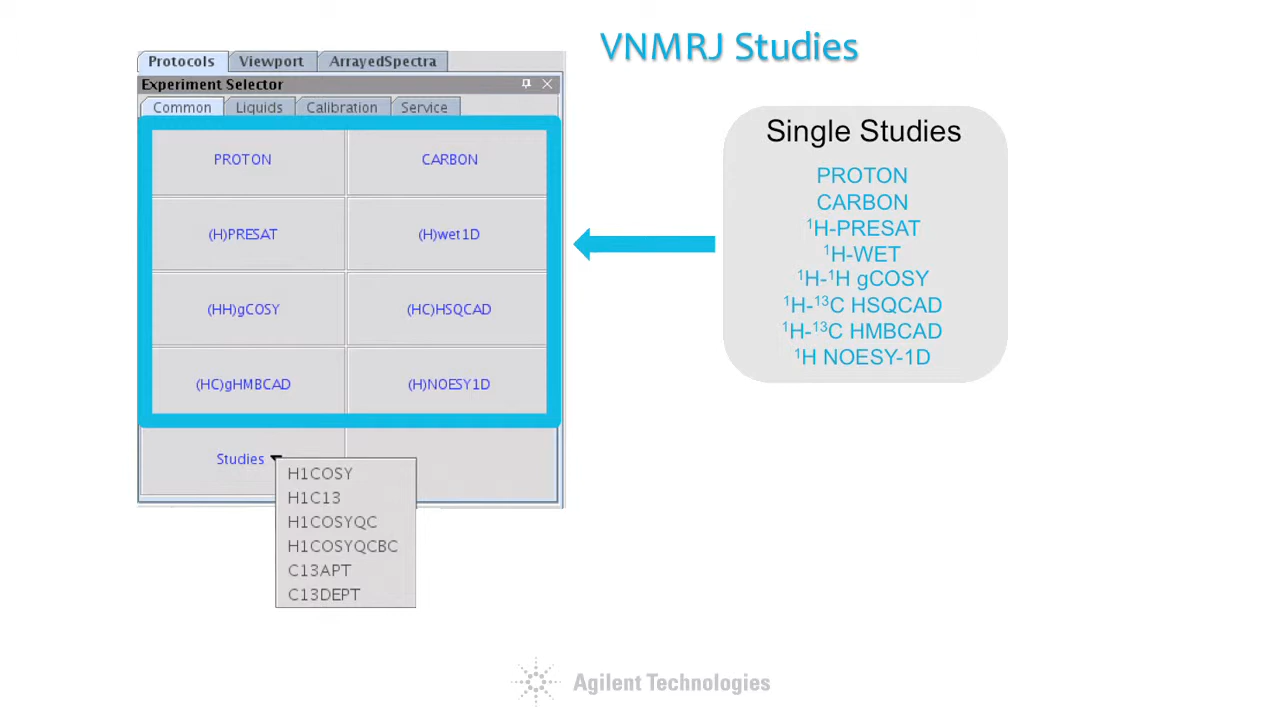 VNMRJ Studies
Protocols Viewport ArrayedSpectra
Experiment Selector
Common Liquids Calibration Service
PROTON CARBON
(H)PRESAT (H)wet1D
(HH)gCOSY (HC)HSQCAD
(HC)gHMBCAD (H)NOESY1D
Studies
H1COSY
H1C13
H1COSYQC
H1COSYQCBC
C13APT
C13DEPT
Single Studies
PROTON
CARBON
¹H-PRESAT
¹H-WET
¹H-¹H gCOSY
¹H-¹³C HSQCAD
¹H-¹³C HMBCAD
¹H NOESY-1D
Agilent Technologies